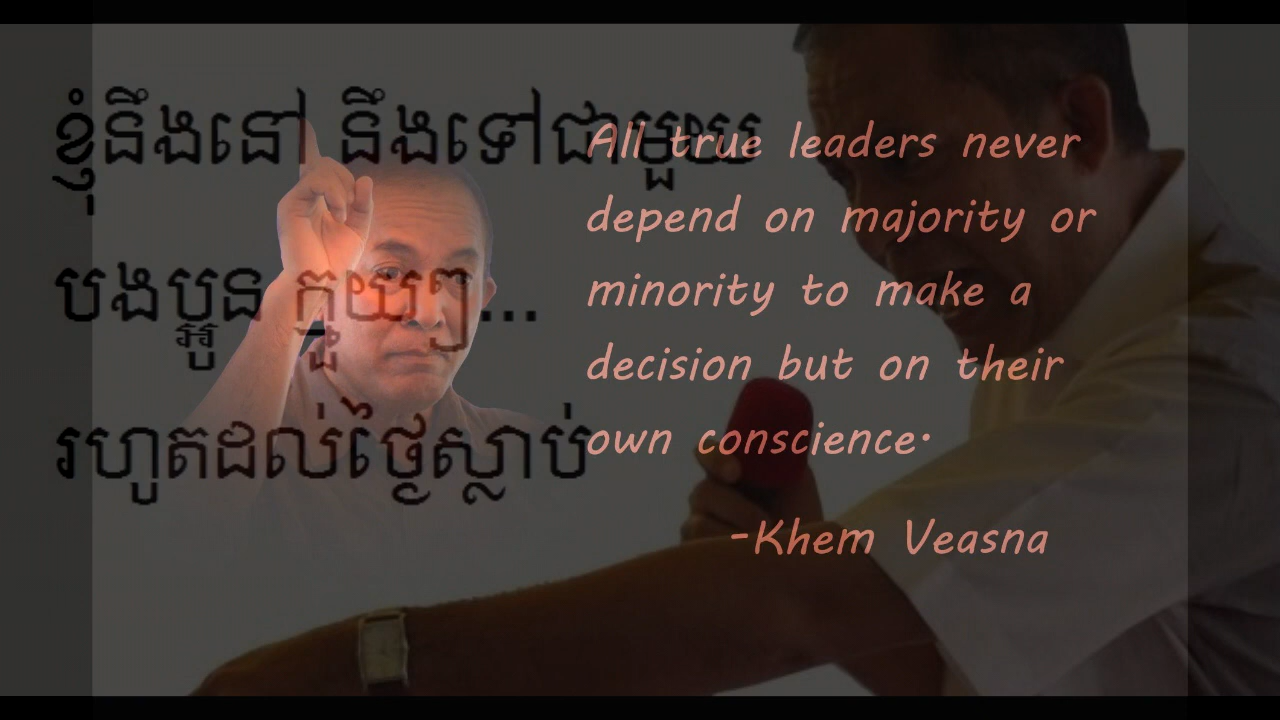 ខ្ញុំនឹងនៅ នឹងទៅជាមួយ
បងប្អូន ក្មួយៗ...
រហូតដល់ថ្ងៃស្លាប់
All true leaders never
depend on majority or
minority to make a
decision but on their
own conscience.
-Khem Veasna